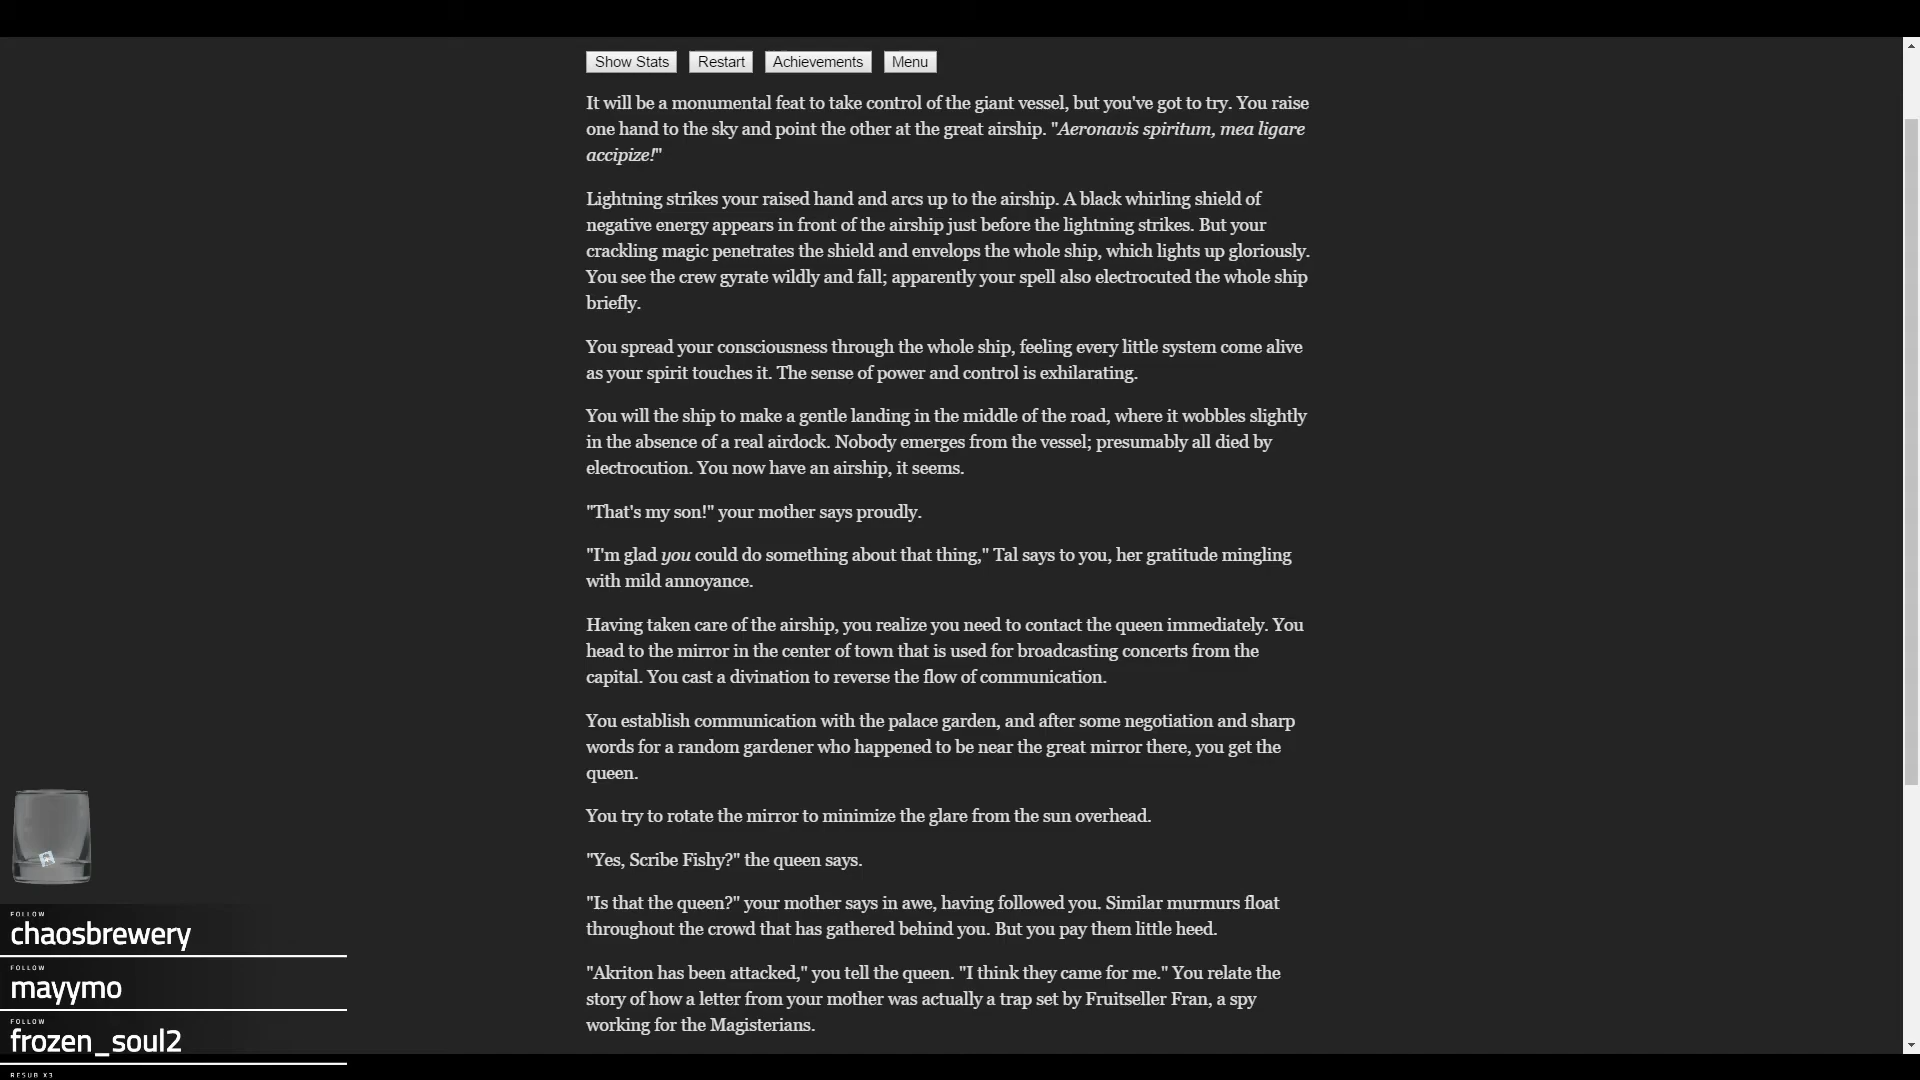 Show Stats Restart Achievements Menu
It will be a monumental feat to take control of the giant vessel, but you've got to try. You raise
one hand to the sky and point the other at the great airship. "Aeronavis spiritum, mea ligare
accipize!"
Lightning strikes your raised hand and arcs up to the airship. A black whirling shield of
negative energy appears in front of the airship just before the lightning strikes. But your
crackling magic penetrates the shield and envelops the whole ship, which lights up gloriously.
You see the crew gyrate wildly and fall; apparently your spell also electrocuted the whole ship
briefly.
You spread your consciousness through the whole ship, feeling every little system come alive
as your spirit touches it. The sense of power and control is exhilarating.
You will the ship to make a gentle landing in the middle of the road, where it wobbles slightly
in the absence of a real airdock. Nobody emerges from the vessel; presumably all died by
electrocution. You now have an airship, it seems.
"That's my son!" your mother says proudly.
"I'm glad you could do something about that thing," Tal says to you, her gratitude mingling
with mild annoyance.
Having taken care of the airship, you realize you need to contact the queen immediately. You
head to the mirror in the center of town that is used for broadcasting concerts from the
capital. You cast a divination to reverse the flow of communication.
You establish communication with the palace garden, and after some negotiation and sharp
words for a random gardener who happened to be near the great mirror there, you get the
queen.
You try to rotate the mirror to minimize the glare from the sun overhead.
"Yes, Scribe Fishy?" the queen says.
"Is that the queen?" your mother says in awe, having followed you. Similar murmurs float
throughout the crowd that has gathered behind you. But you pay them little heed.
"Akriton has been attacked," you tell the queen. "I think they came for me." You relate the
story of how a letter from your mother was actually a trap set by Fruitseller Fran, a spy
working for the Magisterians.
FOLLOW
chaosbrewery
FOLLOW
mayymo
FOLLOW
frozen_soul2
RESUB X3